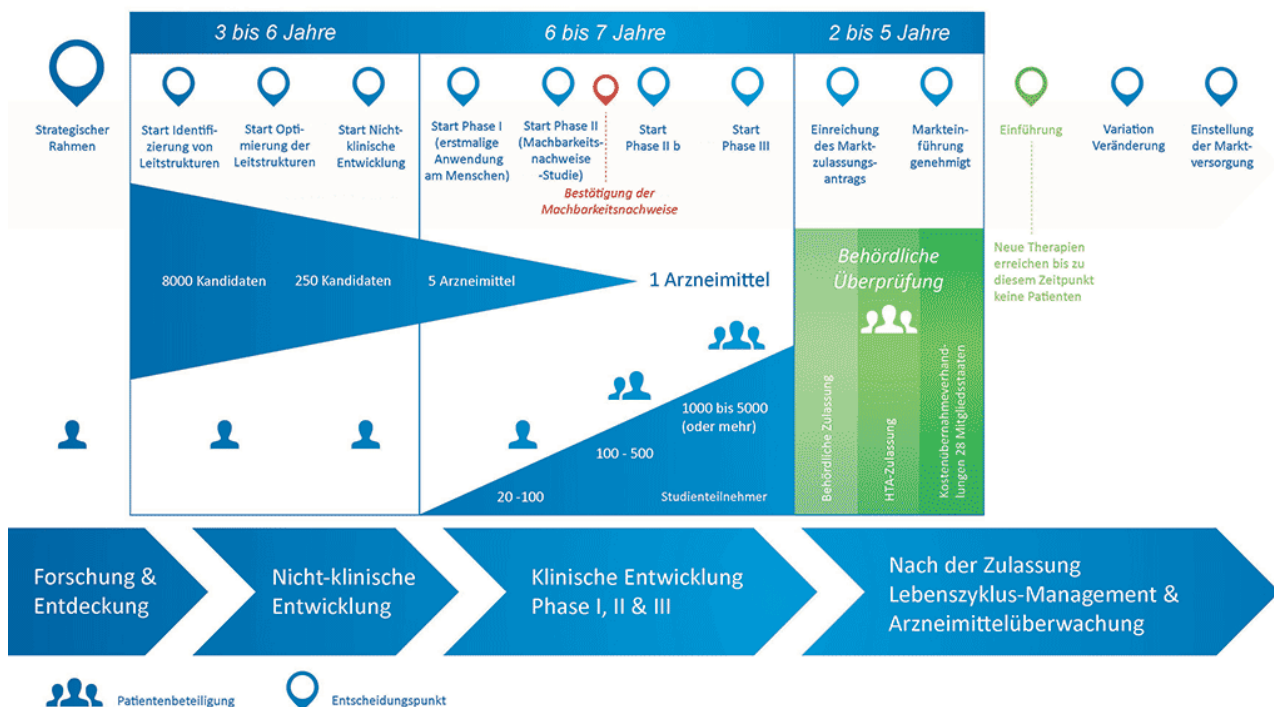 3 bis 6 Jahre
6 bis 7 Jahre
2 bis 5 Jahre
Strategischer
Rahmen
Start Identifi-
zierung von
Leitstrukturen
Start Opti-
mierung der
Leitstrukturen
Start Nicht-
klinische
Entwicklung
Start Phase I
(erstmalige
Anwendung
am Menschen)
Start Phase II
(Machbarkeits-
nachweise
-Studie)
Bestätigung der
Machbarkeitsnachweise
Start
Phase II b
Start
Phase III
Einreichung
des Markt-
zulassungs-
antrags
Marktein-
führung
genehmigt
Einführung
Variation
Veränderung
Einstellung
der Markt-
versorgung
8000 Kandidaten
250 Kandidaten
5 Arzneimittel
1 Arzneimittel
Behördliche
Überprüfung
Neue Therapien
erreichen bis zu
diesem Zeitpunkt
keine Patienten
20 -100
100 - 500
1000 bis 5000
(oder mehr)
Studienteilnehmer
Behördliche Zulassung
HTA-Zulassung
Kostenübernahmeverhand-
lungen 28 Mitgliedsstaaten
Forschung &
Entdeckung
Nicht-klinische
Entwicklung
Klinische Entwicklung
Phase I, II & III
Nach der Zulassung
Lebenszyklus-Management &
Arzneimittelüberwachung
Patientenbeteiligung
Entscheidungspunkt